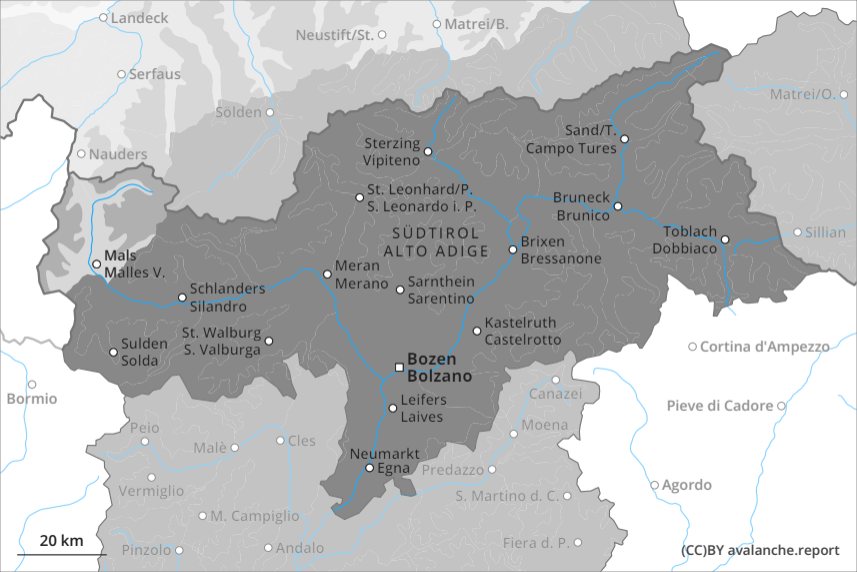 Landeck
Matrei/B.
Neustift/St.
Serfaus
Matrei/O.
Sölden
Sand/T.
Campo Tures
Sterzing
Vipiteno
Nauders
St. Leonhard/P.
S. Leonardo i. P.
Bruneck
Brunico
SÜDTIROL
ALTO ADIGE
Toblach
Dobbiaco
Sillian
Brixen
Bressanone
Mals
Malles V.
Meran
Merano
Sarnthein
Sarentino
Schlanders
Silandro
Kastelruth
Castelrotto
St. Walburg
S. Valburga
Sulden
Solda
Cortina d'Ampezzo
Bozen
Bolzano
Bormio
Canazei
Leifers
Laives
Pieve di Cadore
Moena
Peio
Malè
Cles
Neumarkt
Egna
Predazzo
Vermiglio
Agordo
S. Martino d. C.
M. Campiglio
20 km
Pinzolo
Andalo
Fiera d. P.
(CC)BY avalanche.report